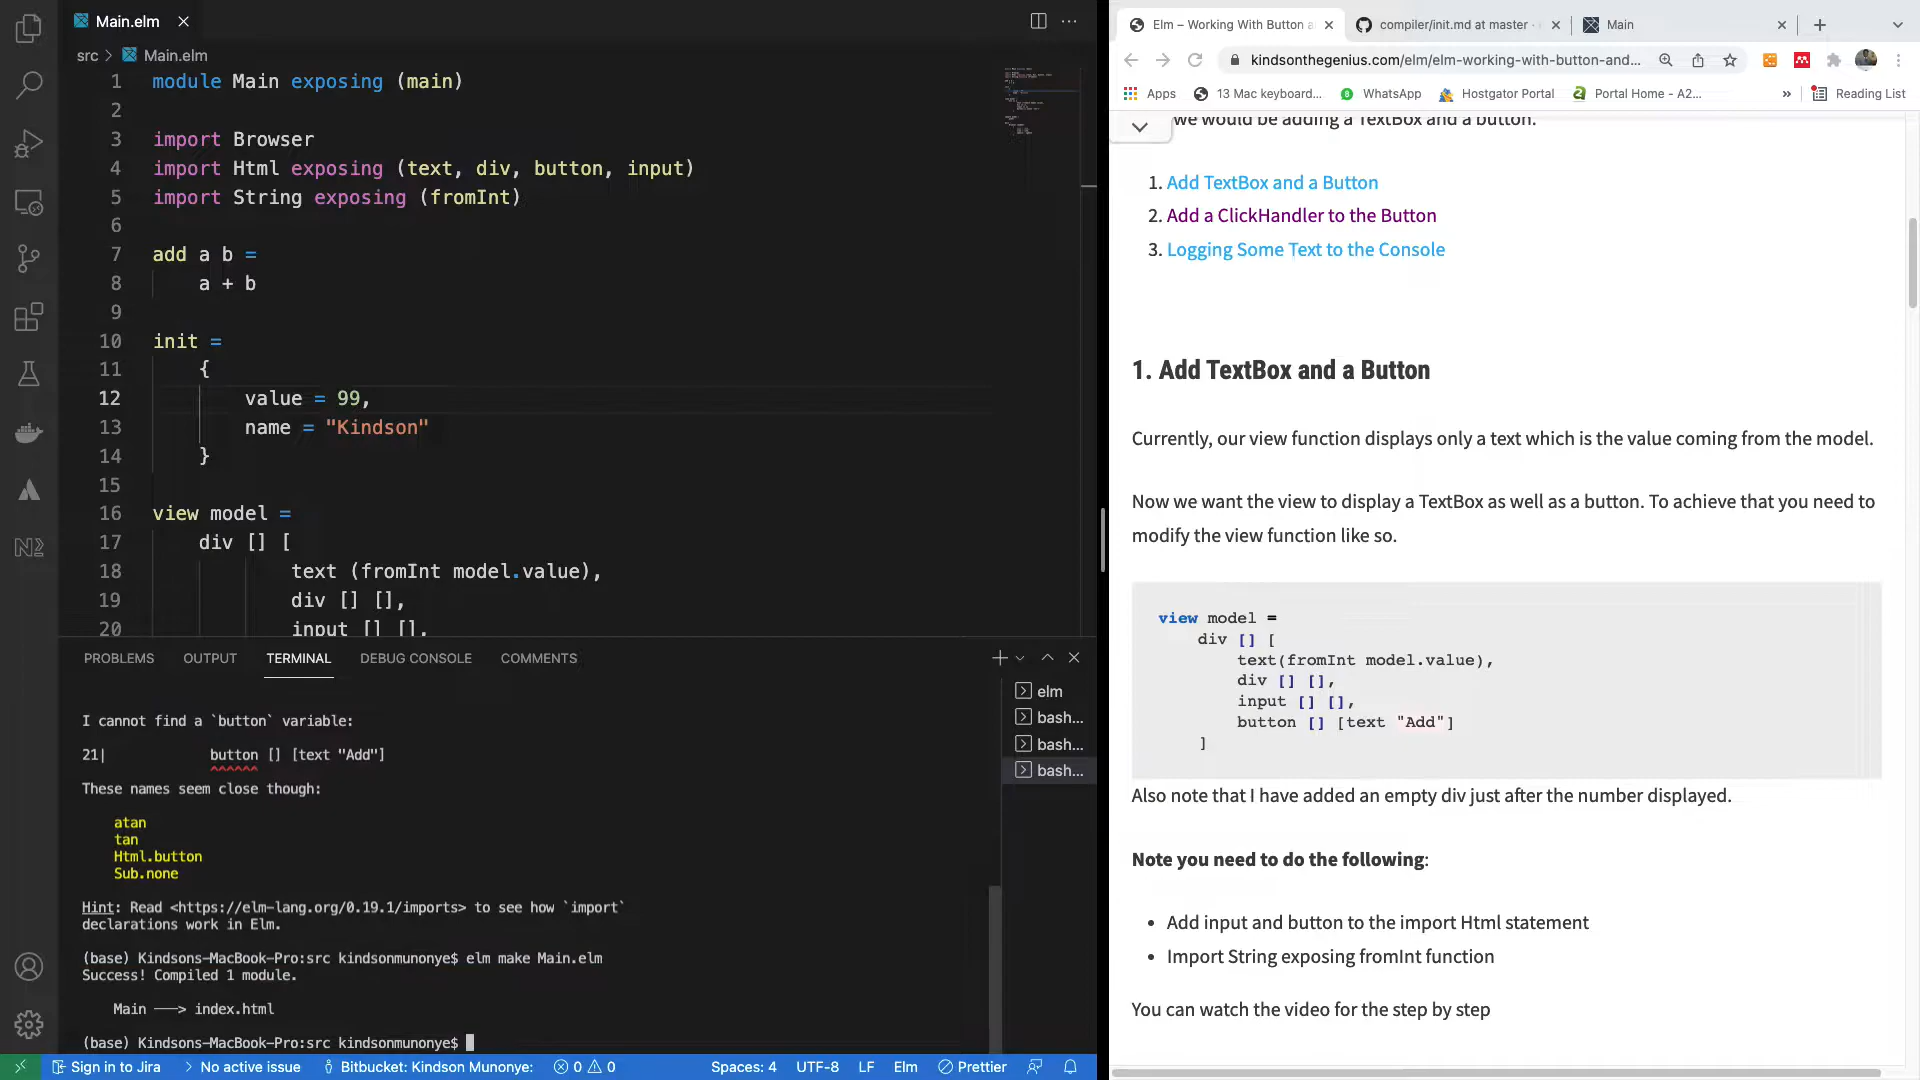 Main.elm
src > Main.elm
1 module Main exposing (main)
2
3 import Browser
4 import Html exposing (text, div, button, input)
5 import String exposing (fromInt)
6
7 add a b =
8 a + b
9
10 init =
11 {
12 value = 99,
13 name = "Kindson"
14 }
15
16 view model =
17 div [] [
18 text (fromInt model.value),
19 div [] [],
20 input [] [],
PROBLEMS OUTPUT TERMINAL DEBUG CONSOLE COMMENTS
I cannot find a `button` variable:
21| button [] [text "Add"]
These names seem close though:
atan
tan
Html.button
Sub.none
Hint: Read <https://elm-lang.org/0.19.1/imports> to see how `import`
declarations work in Elm.
(base) Kindsons-MacBook-Pro:src kindsonmunonye$ elm make Main.elm
Success! Compiled 1 module.
Main ───> index.html
(base) Kindsons-MacBook-Pro:src kindsonmunonye$
elm
bash...
bash...
bash...
Sign in to Jira No active issue Bitbucket: Kindson Munonye: 0 0 Spaces: 4 UTF-8 LF Elm Prettier
Elm – Working With Button a
compiler/init.md at master ·
Main
kindsonthegenius.com/elm/elm-working-with-button-and...
Apps 13 Mac keyboard... WhatsApp Hostgator Portal Portal Home - A2... » Reading List
we would be adding a TextBox and a button.
1. Add TextBox and a Button
2. Add a ClickHandler to the Button
3. Logging Some Text to the Console
1. Add TextBox and a Button
Currently, our view function displays only a text which is the value coming from the model.
Now we want the view to display a TextBox as well as a button. To achieve that you need to
modify the view function like so.
view model =
div [] [
text(fromInt model.value),
div [] [],
input [] [],
button [] [text "Add"]
]
Also note that I have added an empty div just after the number displayed.
Note you need to do the following:
• Add input and button to the import Html statement
• Import String exposing fromInt function
You can watch the video for the step by step